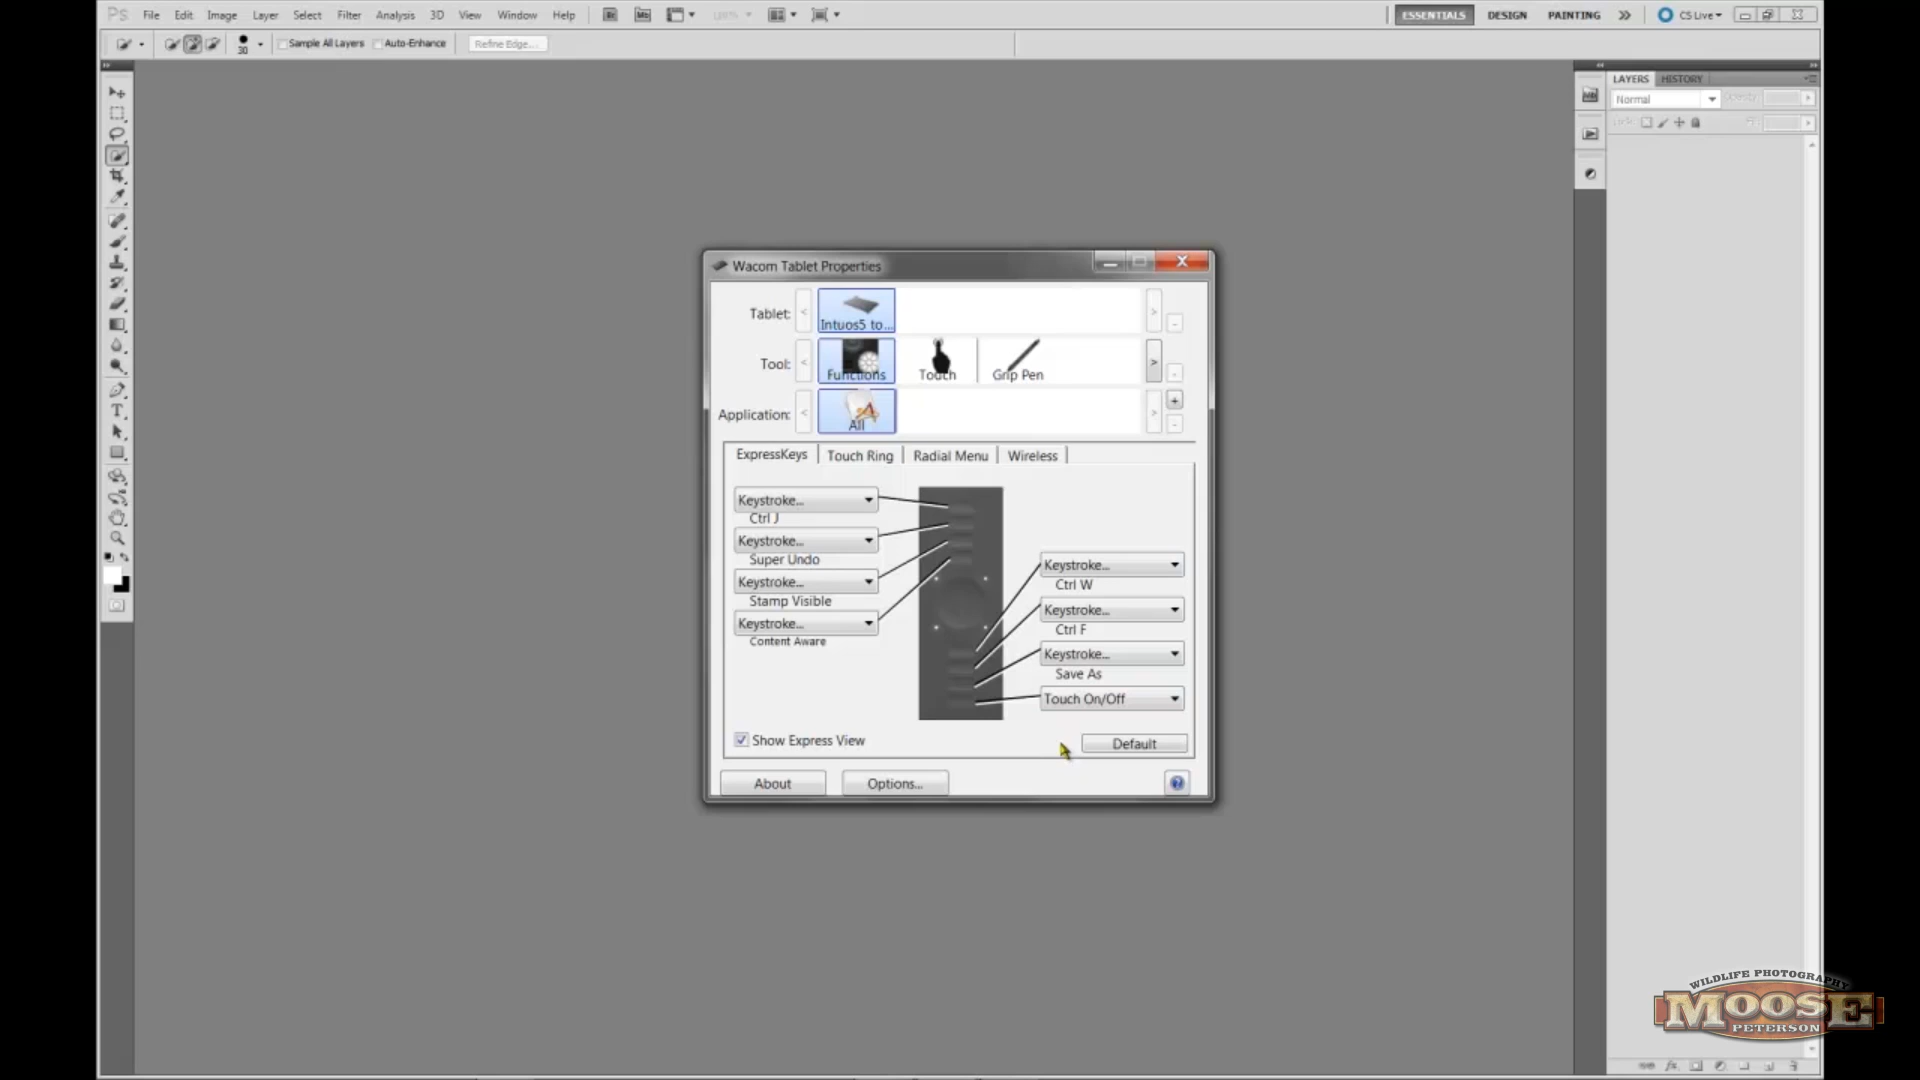 Ps File Edit Image Layer Select Filter Analysis 3D View Window Help Br Mb ESSENTIALS DESIGN PAINTING CS Live
30 Sample All Layers Auto-Enhance Refine Edge...
LAYERS HISTORY
Normal
Wacom Tablet Properties
Tablet: Intuos5 to...
Tool: Functions Touch Grip Pen
Application: All
ExpressKeys Touch Ring Radial Menu Wireless
Keystroke...
Ctrl J
Keystroke...
Super Undo
Keystroke...
Stamp Visible
Keystroke...
Content Aware
Keystroke...
Ctrl W
Keystroke...
Ctrl F
Keystroke...
Save As
Touch On/Off
Show Express View Default
About Options... ?
WILDLIFE PHOTOGRAPHY
MOOSE
PETERSON